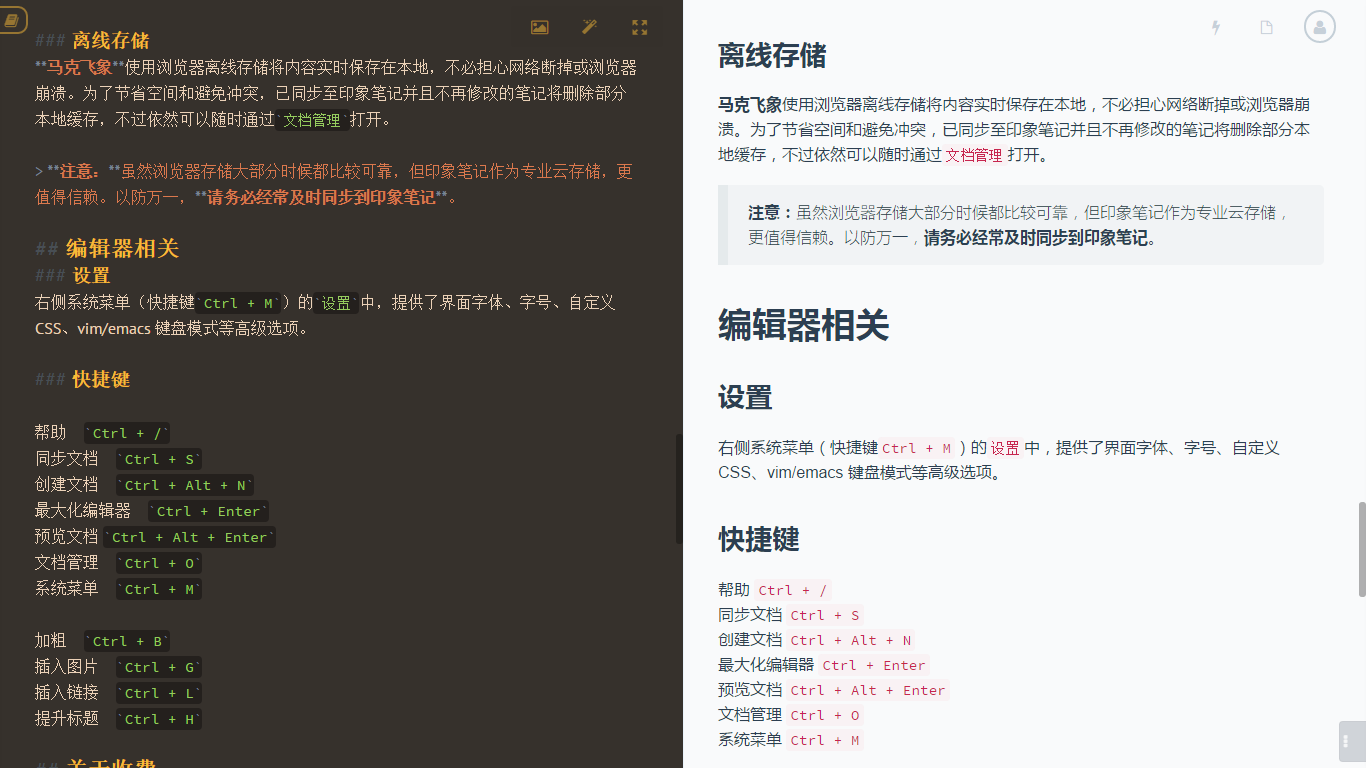 ### 离线存储
**马克飞象**使用浏览器离线存储将内容实时保存在本地，不必担心网络断掉或浏览器
崩溃。为了节省空间和避免冲突，已同步至印象笔记并且不再修改的笔记将删除部分
本地缓存，不过依然可以随时通过`文档管理`打开。
> **注意：**虽然浏览器存储大部分时候都比较可靠，但印象笔记作为专业云存储，更
值得信赖。以防万一，**请务必经常及时同步到印象笔记**。
## 编辑器相关
### 设置
右侧系统菜单（快捷键`Ctrl + M`）的`设置`中，提供了界面字体、字号、自定义
CSS、vim/emacs 键盘模式等高级选项。
### 快捷键
帮助 `Ctrl + /`
同步文档 `Ctrl + S`
创建文档 `Ctrl + Alt + N`
最大化编辑器 `Ctrl + Enter`
预览文档 `Ctrl + Alt + Enter`
文档管理 `Ctrl + O`
系统菜单 `Ctrl + M`
加粗 `Ctrl + B`
插入图片 `Ctrl + G`
插入链接 `Ctrl + L`
提升标题 `Ctrl + H`
## 关于收费
离线存储
马克飞象使用浏览器离线存储将内容实时保存在本地，不必担心网络断掉或浏览器崩
溃。为了节省空间和避免冲突，已同步至印象笔记并且不再修改的笔记将删除部分本
地缓存，不过依然可以随时通过 文档管理 打开。
注意：虽然浏览器存储大部分时候都比较可靠，但印象笔记作为专业云存储，
更值得信赖。以防万一，请务必经常及时同步到印象笔记。
编辑器相关
设置
右侧系统菜单（快捷键 Ctrl + M ）的 设置 中，提供了界面字体、字号、自定义
CSS、vim/emacs 键盘模式等高级选项。
快捷键
帮助 Ctrl + /
同步文档 Ctrl + S
创建文档 Ctrl + Alt + N
最大化编辑器 Ctrl + Enter
预览文档 Ctrl + Alt + Enter
文档管理 Ctrl + O
系统菜单 Ctrl + M